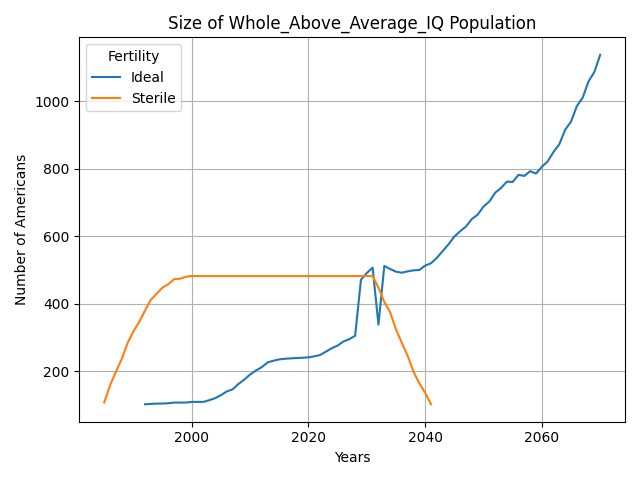 Size of Whole_Above_Average_IQ Population
Fertility
Ideal
Sterile
Number of Americans
1000
800
600
400
200
2000 2020 2040 2060
Years